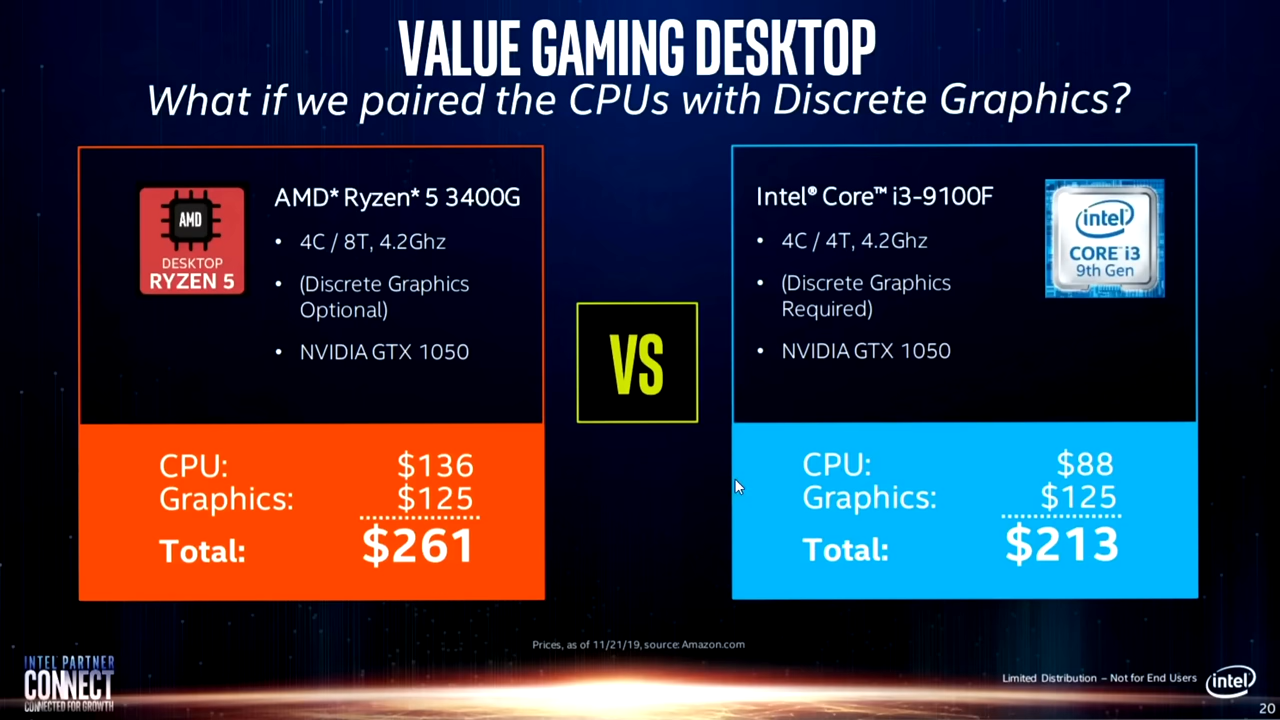 VALUE GAMING DESKTOP
What if we paired the CPUs with Discrete Graphics?
AMD
DESKTOP
RYZEN 5
AMD* Ryzen* 5 3400G
• 4C / 8T, 4.2Ghz
• (Discrete Graphics
Optional)
• NVIDIA GTX 1050
CPU: $136
Graphics: $125
Total: $261
VS
Intel® Core™ i3-9100F
• 4C / 4T, 4.2Ghz
• (Discrete Graphics
Required)
• NVIDIA GTX 1050
intel®
CORE™ i3
9th Gen
CPU: $88
Graphics: $125
Total: $213
Prices, as of 11/21/19, source: Amazon.com
INTEL PARTNER
CONNECT
CONNECTED FOR GROWTH
Limited Distribution – Not for End Users
intel®
20